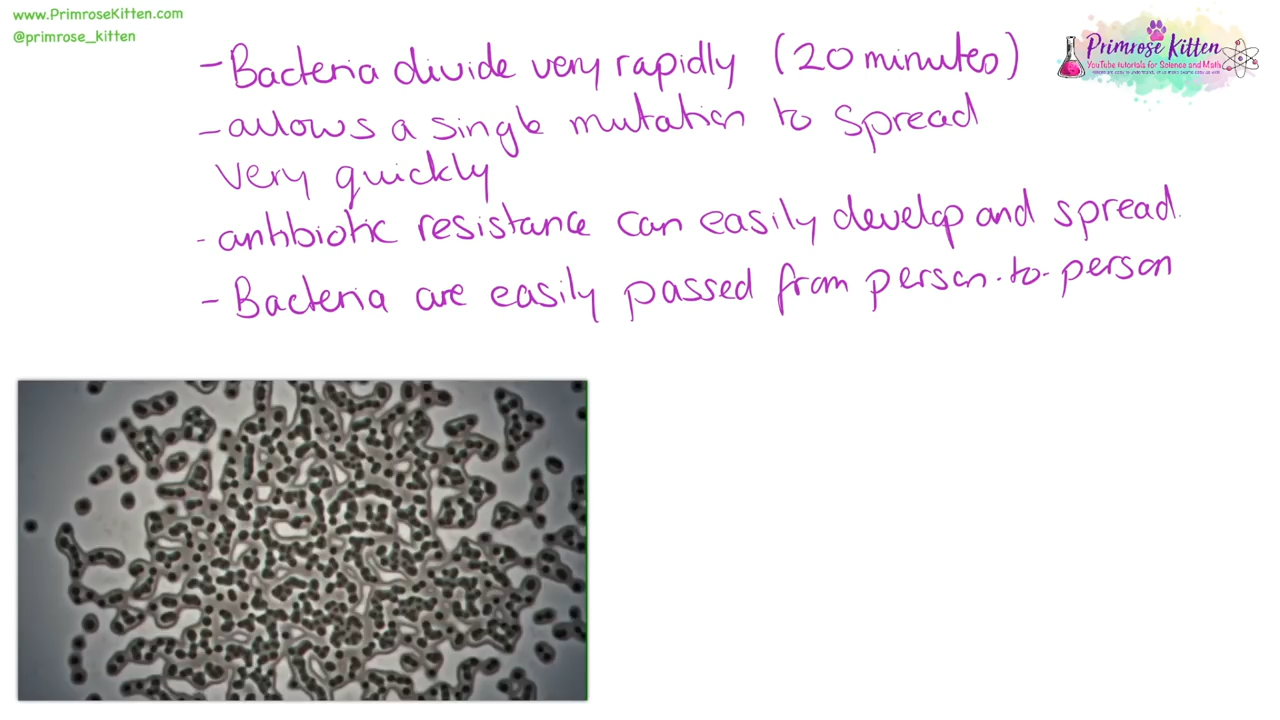 www.PrimroseKitten.com
@primrose_kitten
Primrose Kitten
YouTube tutorials for Science and Math
- Bacteria divide very rapidly (20 minutes)
- allows a single mutation to spread
very quickly
- antibiotic resistance can easily develop and spread.
- Bacteria are easily passed from person-to-person